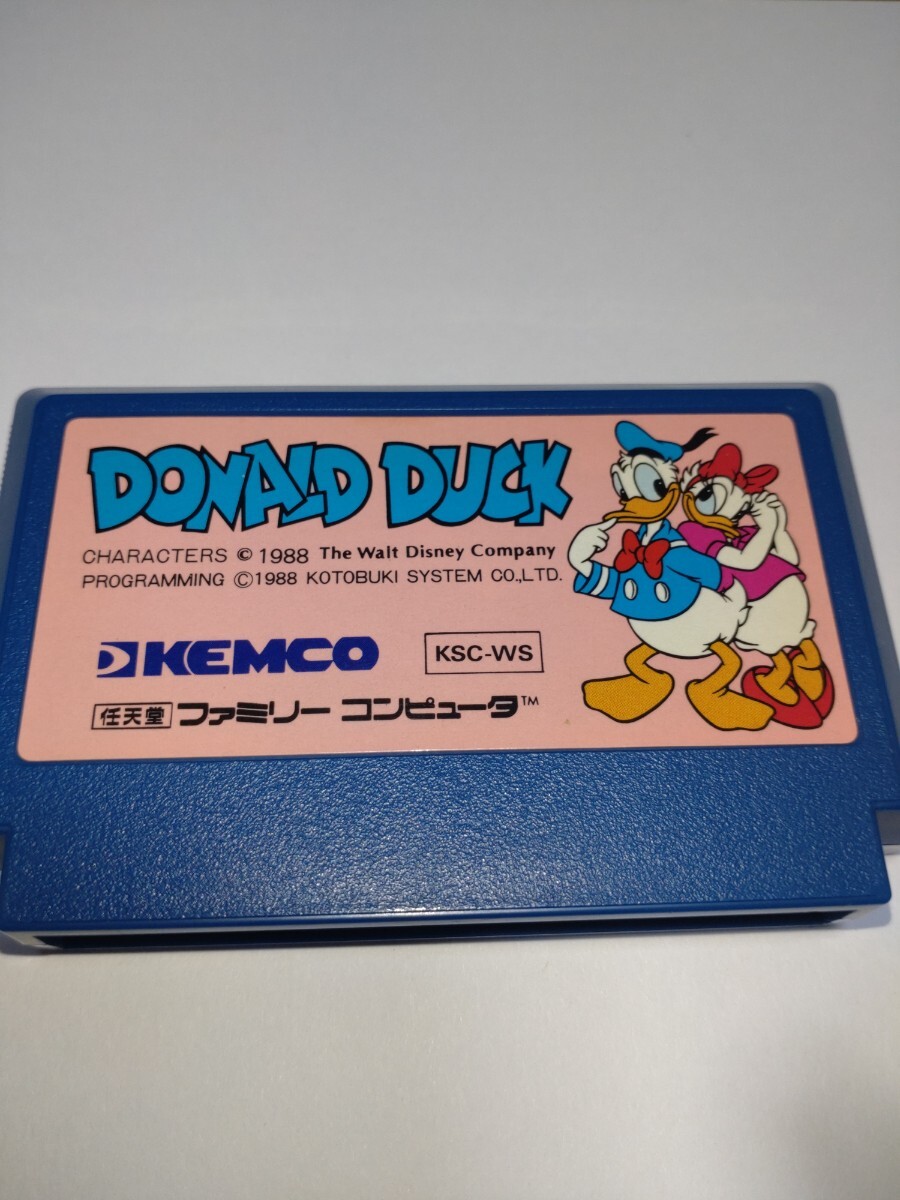 DONALD DUCK
CHARACTERS © 1988 The Walt Disney Company
PROGRAMMING ©1988 KOTOBUKI SYSTEM CO.,LTD.
KEMCO KSC-WS
任天堂 ファミリー コンピュータ™